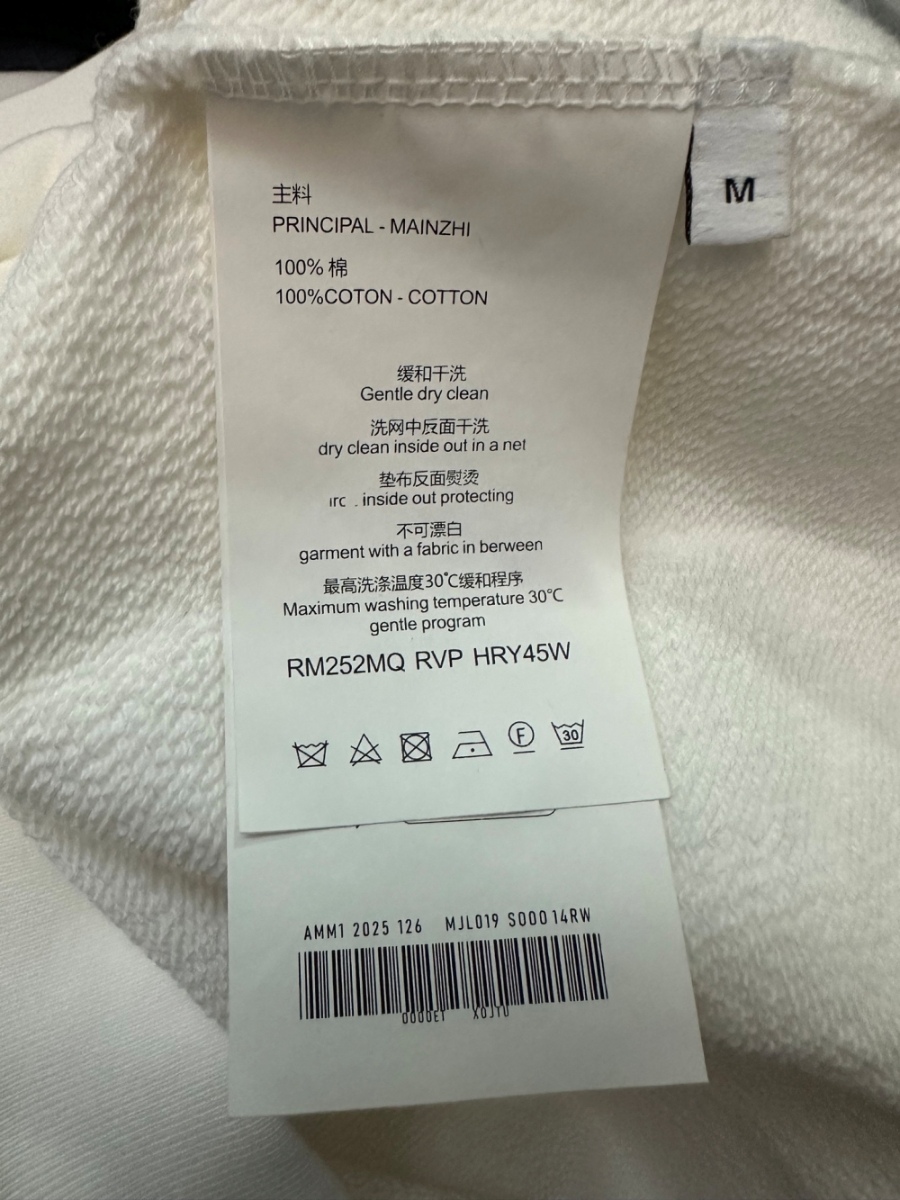 主料
PRINCIPAL - MAINZHI
100% 棉
100%COTON - COTTON
缓和干洗
Gentle dry clean
洗网中反面干洗
dry clean inside out in a net
垫布反面熨烫
inside out protecting
不可漂白
garment with a fabric in berween
最高洗涤温度30℃缓和程序
Maximum washing temperature 30℃
gentle program
RM252MQ RVP HRY45W
F
30
M
AMM1 2025 126 MJL019 S00014RW